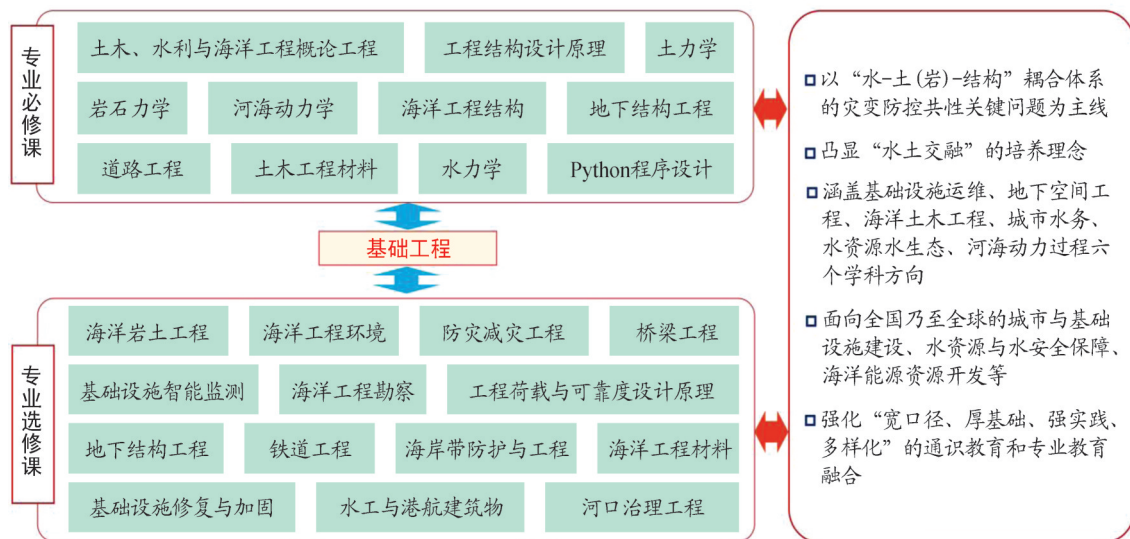 专业必修课
土木、水利与海洋工程概论工程
工程结构设计原理
土力学
岩石力学
河海动力学
海洋工程结构
地下结构工程
道路工程
土木工程材料
水力学
Python程序设计
基础工程
专业选修课
海洋岩土工程
海洋工程环境
防灾减灾工程
桥梁工程
基础设施智能监测
海洋工程勘察
工程荷载与可靠度设计原理
地下结构工程
铁道工程
海岸带防护与工程
海洋工程材料
基础设施修复与加固
水工与港航建筑物
河口治理工程
以“水-土(岩)-结构”耦合体系
的灾变防控共性关键问题为主线
凸显“水土交融”的培养理念
涵盖基础设施运维、地下空间工
程、海洋土木工程、城市水务、
水资源水生态、河海动力过程六
个学科方向
面向全国乃至全球的城市与基础
设施建设、水资源与水安全保障、
海洋能源资源开发等
强化“宽口径、厚基础、强实践、
多样化”的通识教育和专业教育
融合